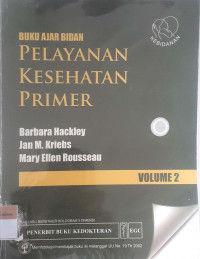 BUKU AJAR BIDAN
PELAYANAN
KESEHATAN
PRIMER
KEBIDANAN
Barbara Hackley
Jan M. Kriebs
Mary Ellen Rousseau
VOLUME 2
PENERBIT BUKU KEDOKTERAN
EGC